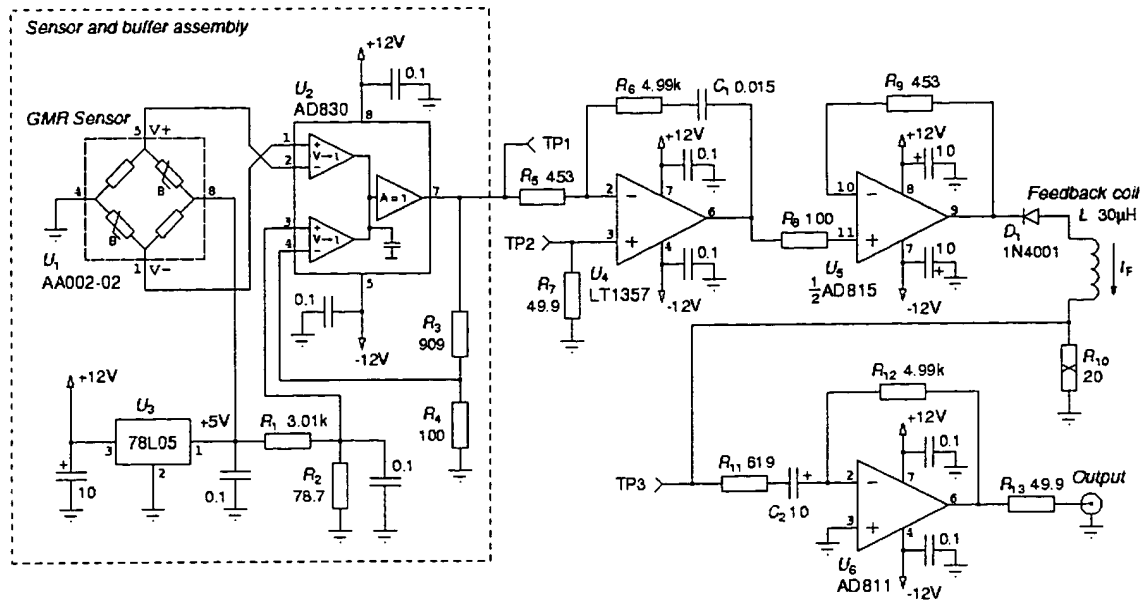 Sensor and buffer assembly
+12V
0.1
U2
AD830
8
GMR Sensor
5 V+
4
B
8
B
1 V-
U1
AA002-02
1
+
V→1
2
-
3
+
V→1
4
-
A=1
7
5
0.1
-12V
R3
909
R4
100
+12V
U3
+5V
R1 3.01k
3
78L05
1
2
+
10
0.1
R2
78.7
0.1
TP1
R5 453
TP2
R7
49.9
R6 4.99k
C1 0.015
+12V
0.1
7
2
-
3
+
6
4
0.1
U4
LT1357
-12V
R8 100
R9 453
+12V
+ 10
8
10
-
11
+
9
7
10
+
U5
½AD815
-12V
D1
1N4001
Feedback coil
L 30µH
IF
R10
20
TP3
R11 619
C2 10
+
R12 4.99k
+12V
0.1
7
2
-
3
+
6
4
0.1
U6
AD811
-12V
R13 49.9
Output